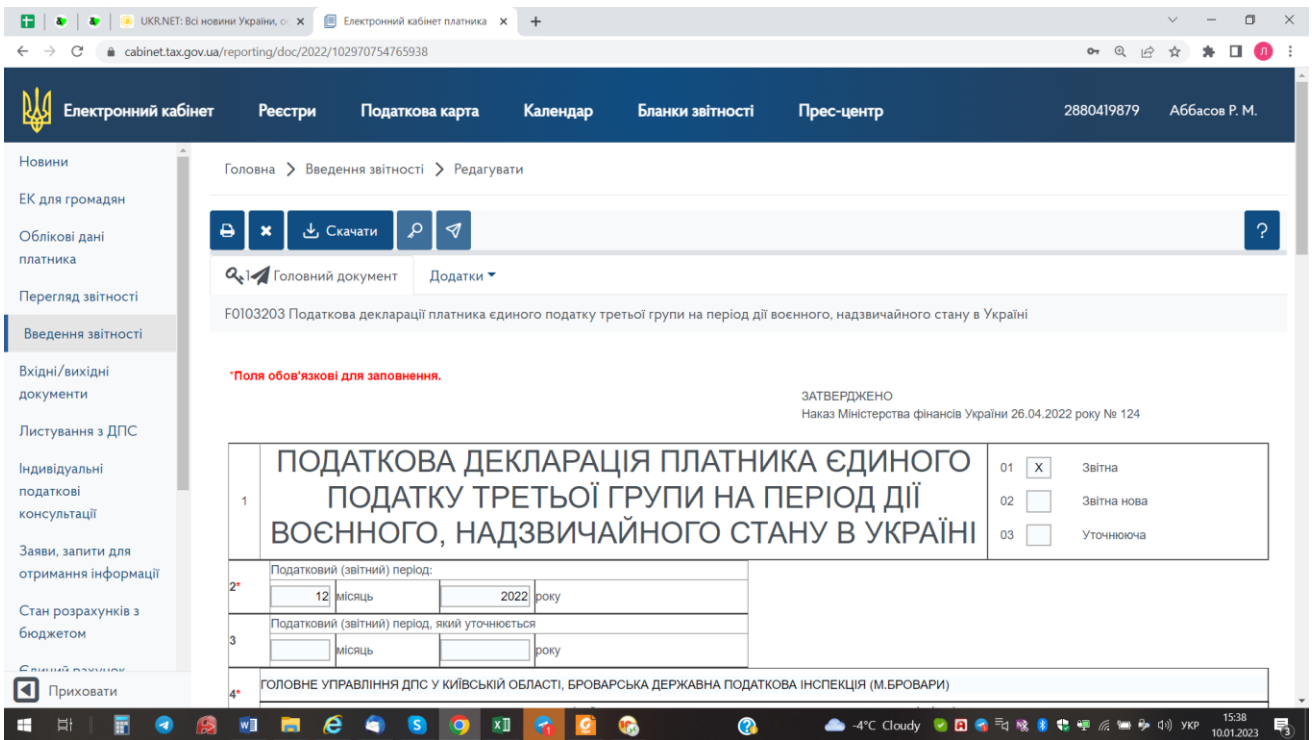 UKR.NET: Всі новини України, ос
Електронний кабінет платника
cabinet.tax.gov.ua/reporting/doc/2022/102970754765938
Л
Електронний кабінет Реєстри Податкова карта Календар Бланки звітності Прес-центр 2880419879 Аббасов Р. М.
Новини
ЕК для громадян
Облікові дані
платника
Перегляд звітності
Введення звітності
Вхідні/вихідні
документи
Листування з ДПС
Індивідуальні
податкові
консультації
Заяви, запити для
отримання інформації
Стан розрахунків з
бюджетом
Єдиний рахунок
Приховати
Головна > Введення звітності > Редагувати
Скачати
?
1 Головний документ Додатки
F0103203 Податкова декларації платника єдиного податку третьої групи на період дії воєнного, надзвичайного стану в Україні
*Поля обов'язкові для заповнення.
ЗАТВЕРДЖЕНО
Наказ Міністерства фінансів України 26.04.2022 року № 124
1
ПОДАТКОВА ДЕКЛАРАЦІЯ ПЛАТНИКА ЄДИНОГО
ПОДАТКУ ТРЕТЬОЇ ГРУПИ НА ПЕРІОД ДІЇ
ВОЄННОГО, НАДЗВИЧАЙНОГО СТАНУ В УКРАЇНІ
01 X Звітна
02 Звітна нова
03 Уточнююча
2*
Податковий (звітний) період:
12 місяць 2022 року
3
Податковий (звітний) період, який уточнюється
місяць року
4*
ГОЛОВНЕ УПРАВЛІННЯ ДПС У КИЇВСЬКІЙ ОБЛАСТІ, БРОВАРСЬКА ДЕРЖАВНА ПОДАТКОВА ІНСПЕКЦІЯ (М.БРОВАРИ)
-4°C Cloudy
УКР
15:38
10.01.2023